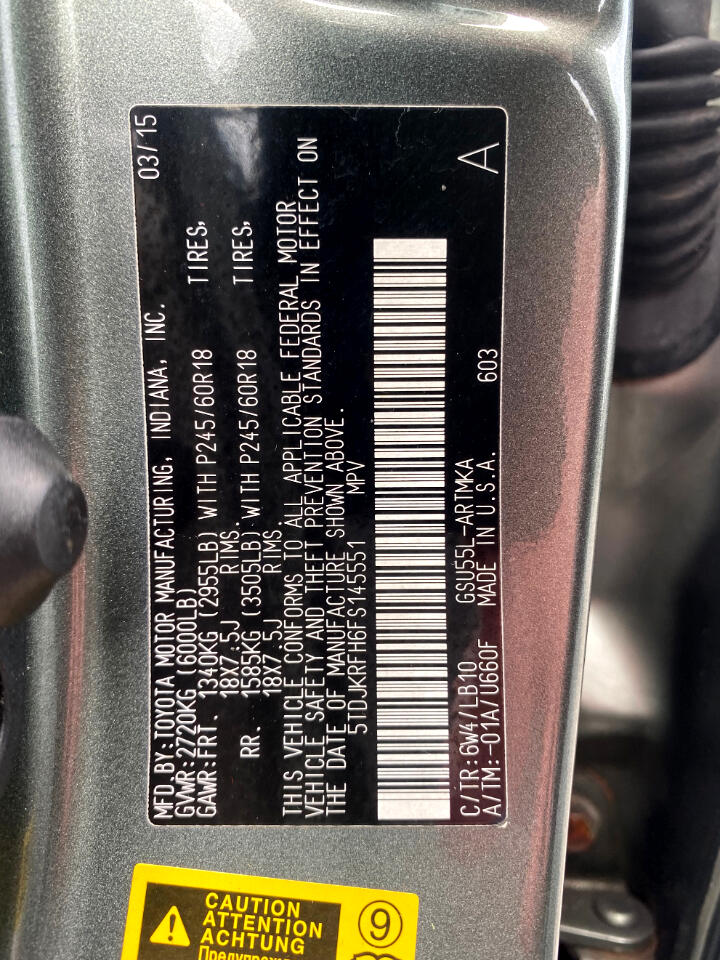 MFD.BY:TOYOTA MOTOR MANUFACTURING, INDIANA, INC. 03/15
GVWR:2720KG (6000LB)
GAWR:FRT. 1340KG (2955LB) WITH P245/60R18 TIRES,
18X7.5J RIMS.
RR. 1585KG (3505LB) WITH P245/60R18 TIRES,
18X7.5J RIMS.
THIS VEHICLE CONFORMS TO ALL APPLICABLE FEDERAL MOTOR
VEHICLE SAFETY AND THEFT PREVENTION STANDARDS IN EFFECT ON
THE DATE OF MANUFACTURE SHOWN ABOVE.
5TDJKRFH6FS145551 MPV
C/TR:6W4/LB10 GSU55L-ARTMKA
A/TM:-01A/U660F MADE IN U.S.A. 603 A
CAUTION
ATTENTION
ACHTUNG
9